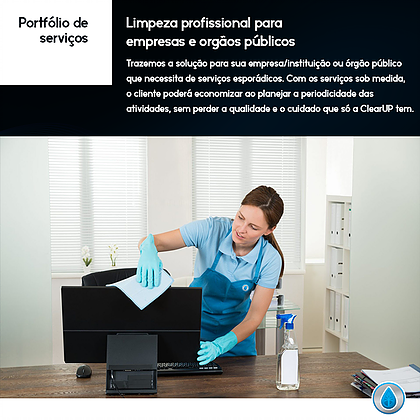 Portfólio de
serviços
Limpeza profissional para
empresas e orgãos públicos
Trazemos a solução para sua empresa/instituição ou órgão público
que necessita de serviços esporádicos. Com os serviços sob medida,
o cliente poderá economizar ao planejar a periodicidade das
atividades, sem perder a qualidade e o cuidado que só a ClearUP tem.